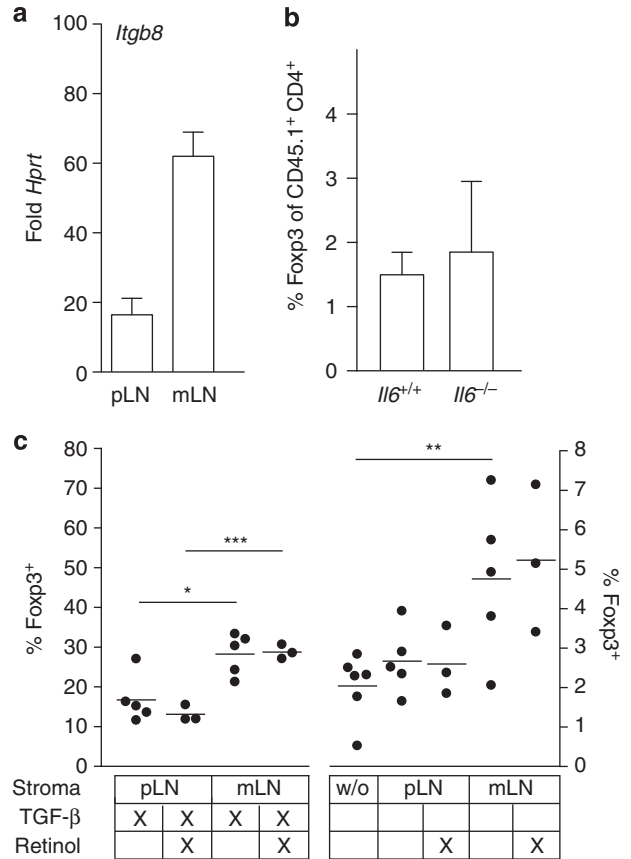 a
Itgb8
Fold Hprt
100
80
60
40
20
0
pLN mLN
b
% Foxp3 of CD45.1⁺ CD4⁺
4
3
2
1
0
Il6⁺/⁺ Il6⁻/⁻
c
% Foxp3⁺
80
70
60
50
40
30
20
10
0
*
***
**
8
7
6
5
4
3
2
1
0
% Foxp3⁺
Stroma pLN mLN w/o pLN mLN
TGF-β X X X X
Retinol X X X X